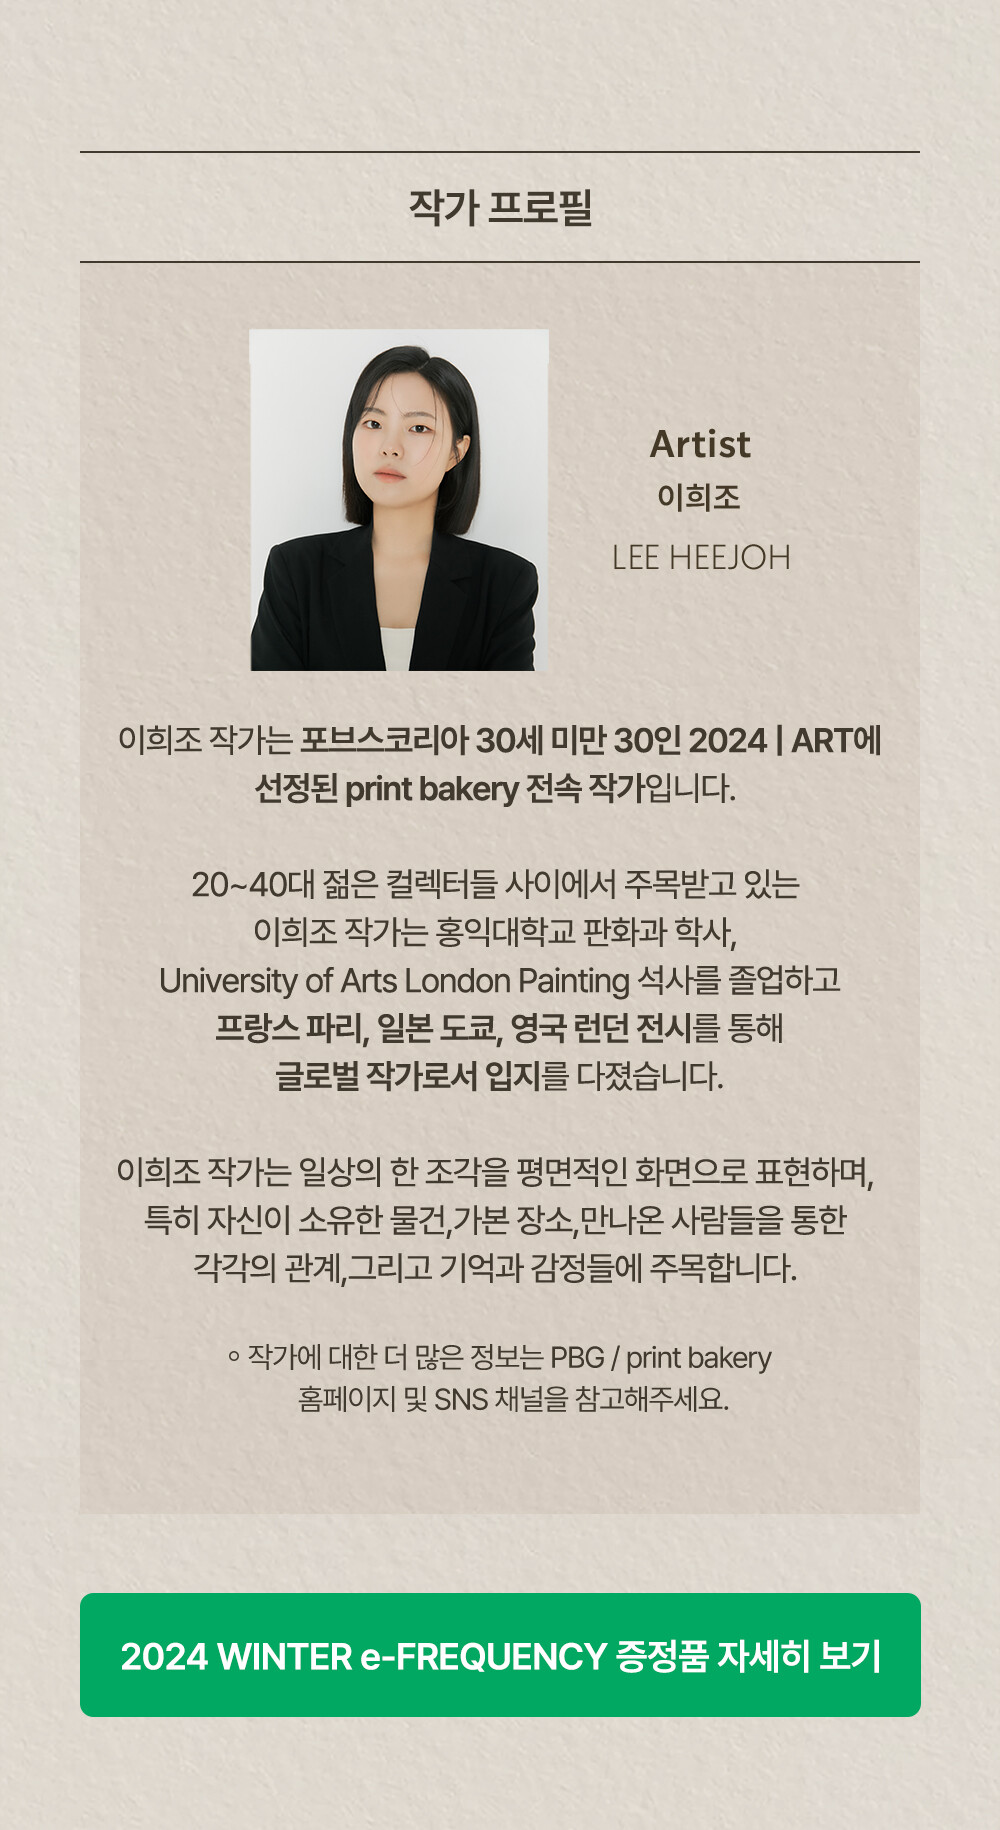 작가 프로필
Artist
이희조
LEE HEEJOH
이희조 작가는 포브스코리아 30세 미만 30인 2024 | ART에
선정된 print bakery 전속 작가입니다.
20~40대 젊은 컬렉터들 사이에서 주목받고 있는
이희조 작가는 홍익대학교 판화과 학사,
University of Arts London Painting 석사를 졸업하고
프랑스 파리, 일본 도쿄, 영국 런던 전시를 통해
글로벌 작가로서 입지를 다졌습니다.
이희조 작가는 일상의 한 조각을 평면적인 화면으로 표현하며,
특히 자신이 소유한 물건,가본 장소,만나온 사람들을 통한
각각의 관계,그리고 기억과 감정들에 주목합니다.
◦ 작가에 대한 더 많은 정보는 PBG / print bakery
홈페이지 및 SNS 채널을 참고해주세요.
2024 WINTER e-FREQUENCY 증정품 자세히 보기